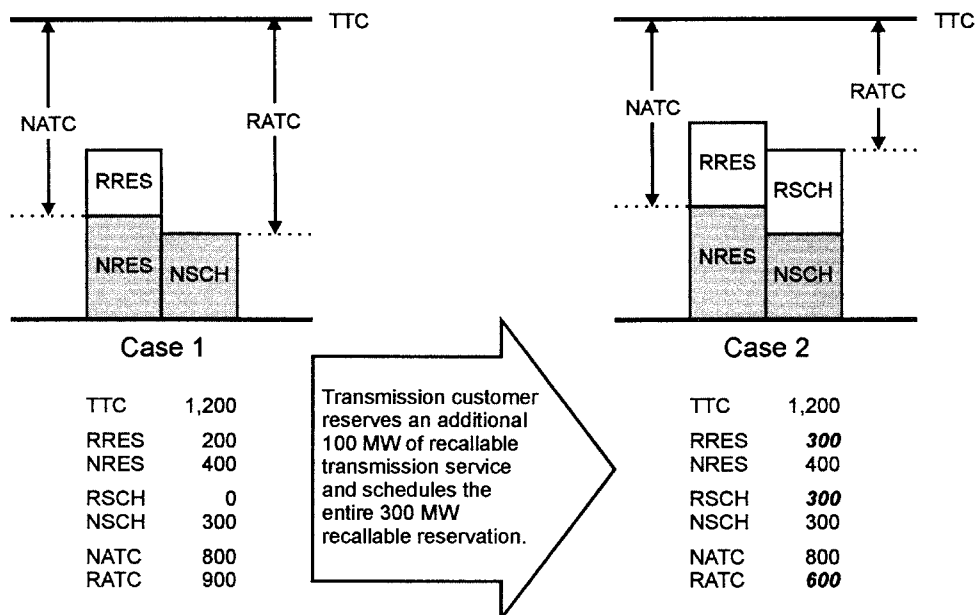 TTC
NATC
RATC
RRES
NRES
NSCH
Case 1
TTC 1,200
RRES 200
NRES 400
RSCH 0
NSCH 300
NATC 800
RATC 900
Transmission customer
reserves an additional
100 MW of recallable
transmission service
and schedules the
entire 300 MW
recallable reservation.
TTC
NATC
RATC
RRES
RSCH
NRES
NSCH
Case 2
TTC 1,200
RRES 300
NRES 400
RSCH 300
NSCH 300
NATC 800
RATC 600